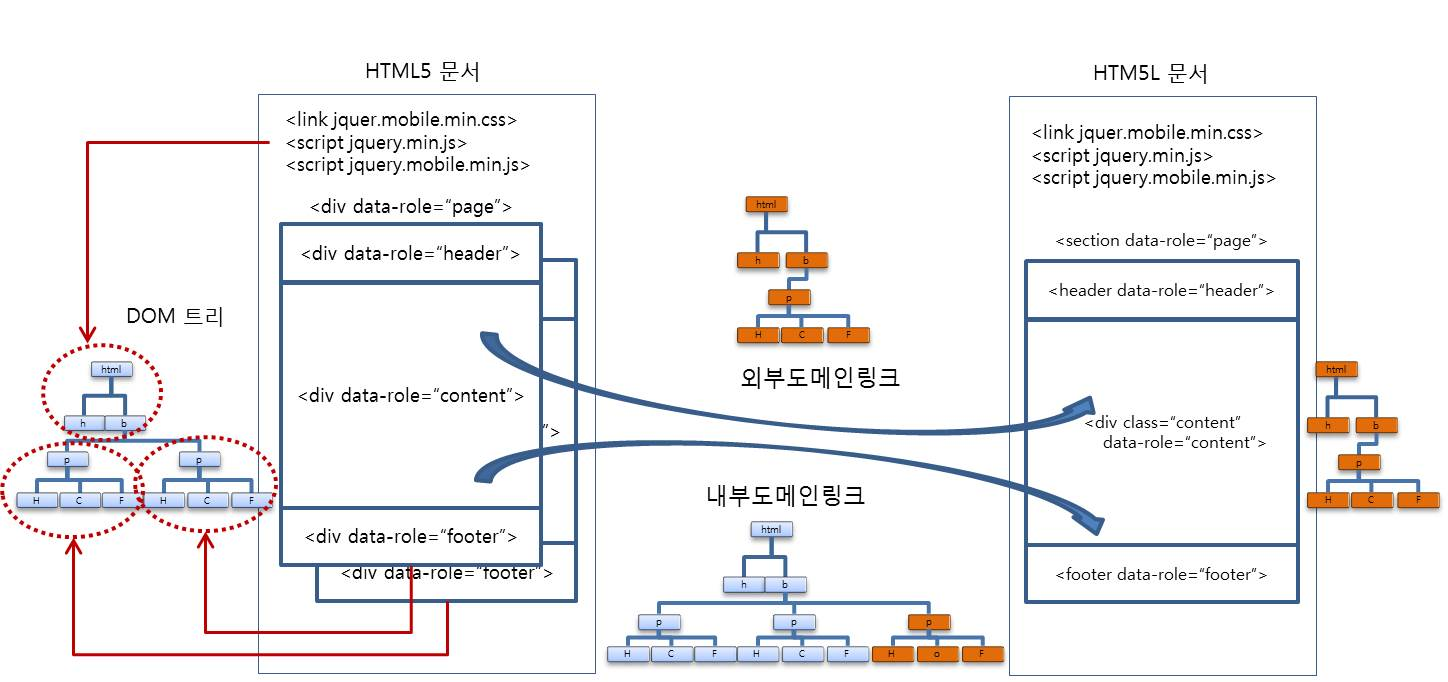 HTML5 문서
<link jquer.mobile.min.css>
<script jquery.min.js>
<script jquery.mobile.min.js>
<div data-role=“page”>
<div data-role=“header”>
<div data-role=“content”>
”>
<div data-role=“footer”>
<div data-role=“footer”>
DOM 트리
html
h b
p p
H C F H C F
html
h b
p
H C F
외부도메인링크
내부도메인링크
html
h b
p p p
H C F H C F H o F
HTM5L 문서
<link jquer.mobile.min.css>
<script jquery.min.js>
<script jquery.mobile.min.js>
<section data-role=“page”>
<header data-role=“header”>
<div class=“content”
data-role=“content”>
<footer data-role=“footer”>
html
h b
p
H C F